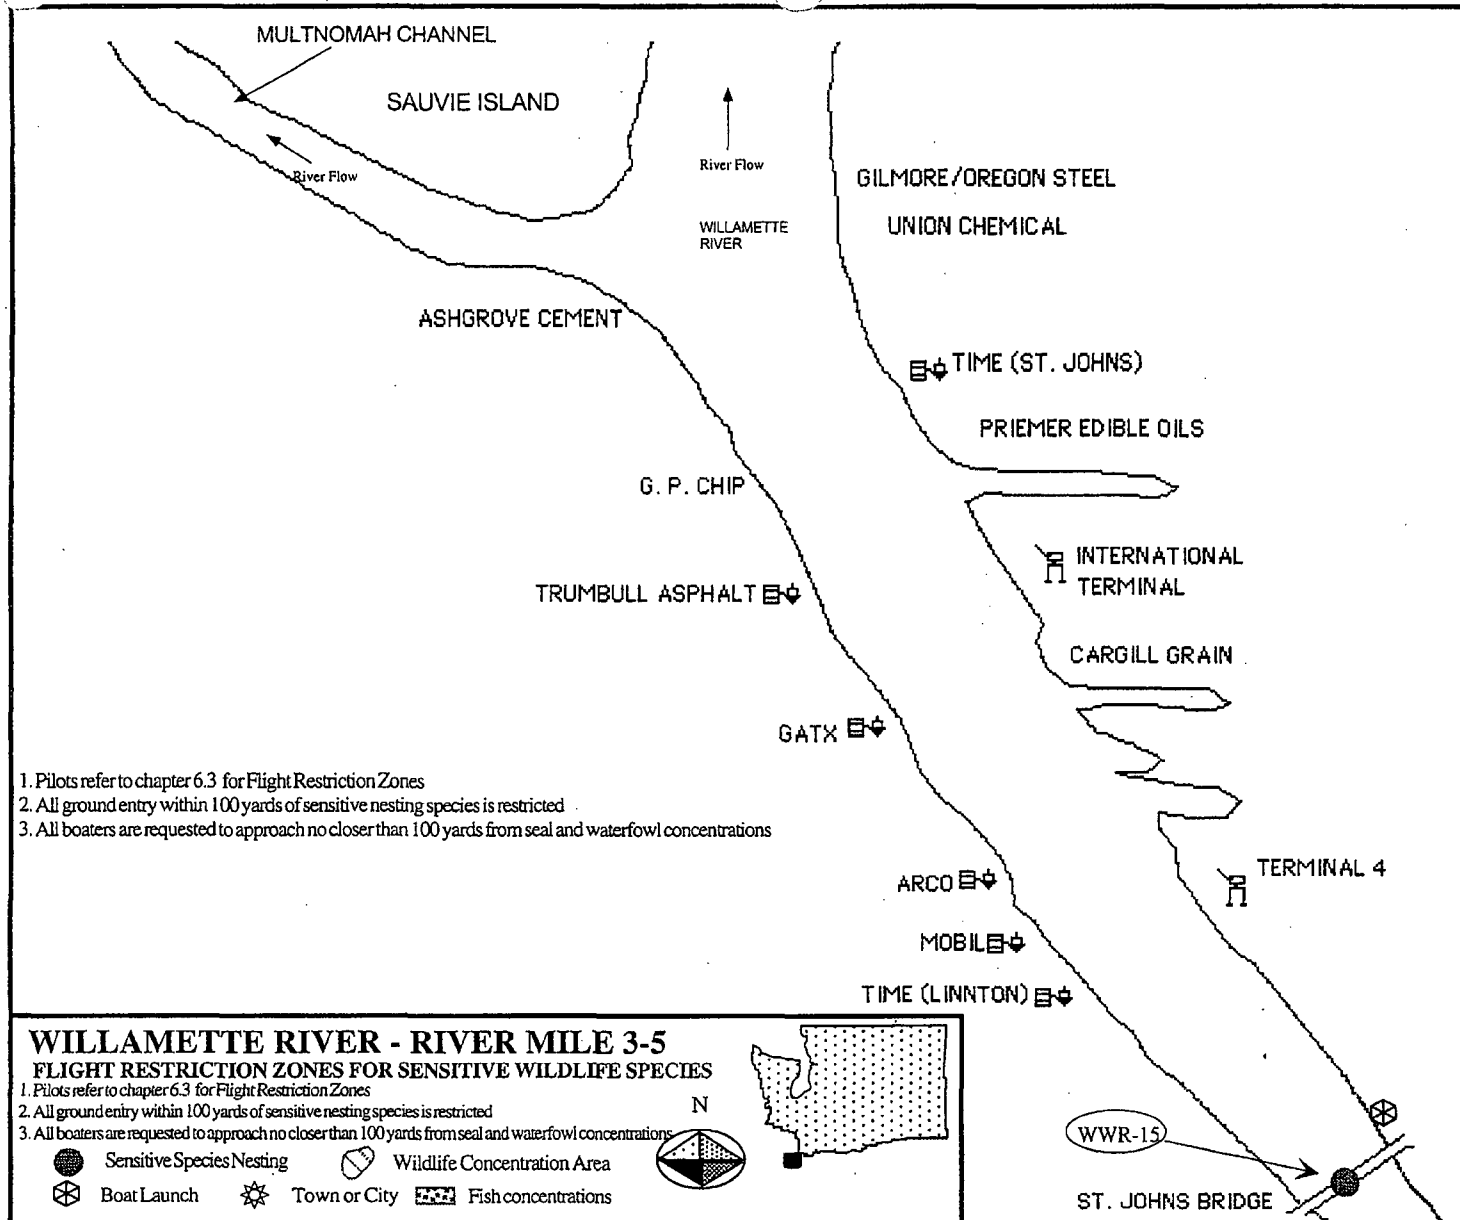 MULTNOMAH CHANNEL
SAUVIE ISLAND
River Flow
River Flow
GILMORE/OREGON STEEL
UNION CHEMICAL
WILLAMETTE
RIVER
ASHGROVE CEMENT
TIME (ST. JOHNS)
PRIEMER EDIBLE OILS
G. P. CHIP
INTERNATIONAL
TERMINAL
TRUMBULL ASPHALT
CARGILL GRAIN
GATX
1. Pilots refer to chapter 6.3 for Flight Restriction Zones
2. All ground entry within 100 yards of sensitive nesting species is restricted
3. All boaters are requested to approach no closer than 100 yards from seal and waterfowl concentrations
TERMINAL 4
ARCO
MOBIL
TIME (LINNTON)
WILLAMETTE RIVER - RIVER MILE 3-5
FLIGHT RESTRICTION ZONES FOR SENSITIVE WILDLIFE SPECIES
1. Pilots refer to chapter 6.3 for Flight Restriction Zones
2. All ground entry within 100 yards of sensitive nesting species is restricted
3. All boaters are requested to approach no closer than 100 yards from seal and waterfowl concentrations
N
Sensitive Species Nesting
Wildlife Concentration Area
Boat Launch
Town or City
Fish concentrations
WWR-15
ST. JOHNS BRIDGE